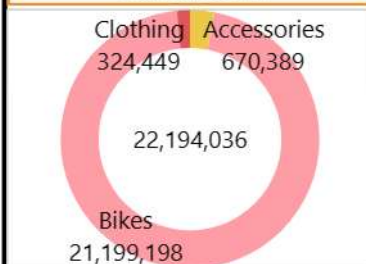 Clothing Accessories
324,449 670,389
22,194,036
Bikes
21,199,198